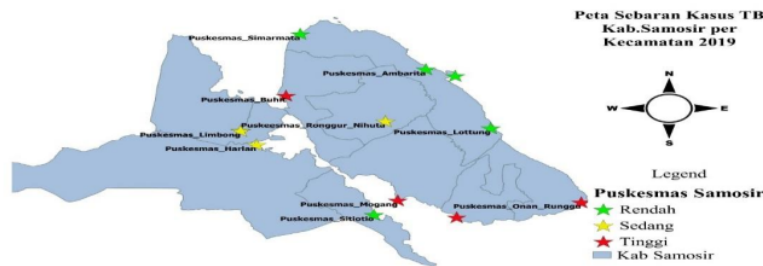 Peta Sebaran Kasus TB
Kab.Samosir per
Kecamatan 2019
Puskesmas_Simarmata
Puskesmas_Ambarita
Puskesmas_Buhit
Puskesmas_Ronggur_Nihuta
Puskesmas_Limbong
Puskesmas_Lottung
Puskesmas_Harian
Puskesmas_Mogang
Puskesmas_Onan_Runggu
Puskesmas_Sitiotio
N
W
E
S
Legend
Puskesmas Samosir
Rendah
Sedang
Tinggi
Kab Samosir